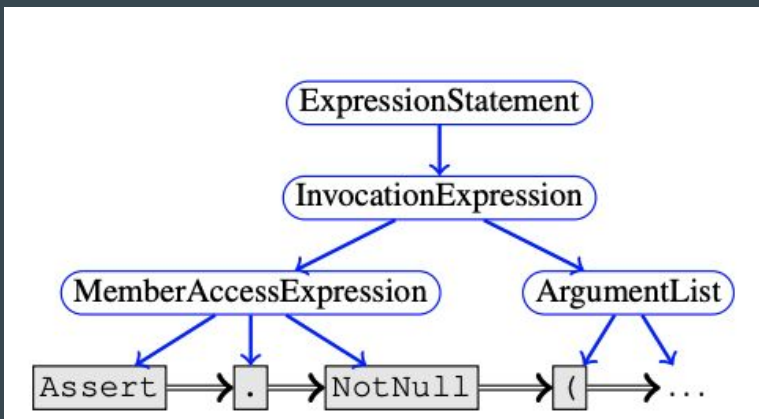 ExpressionStatement
InvocationExpression
MemberAccessExpression ArgumentList
Assert . NotNull ( ...